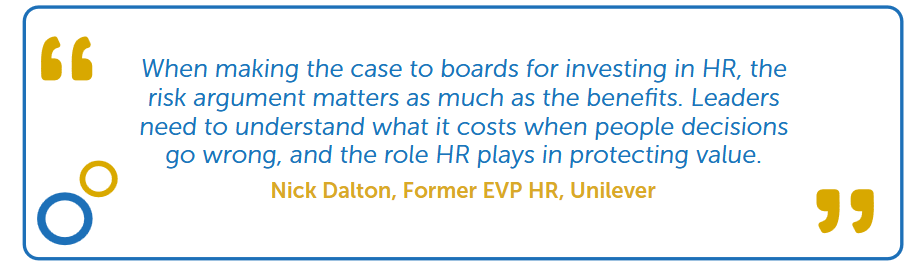 When making the case to boards for investing in HR, the
risk argument matters as much as the benefits. Leaders
need to understand what it costs when people decisions
go wrong, and the role HR plays in protecting value.
Nick Dalton, Former EVP HR, Unilever